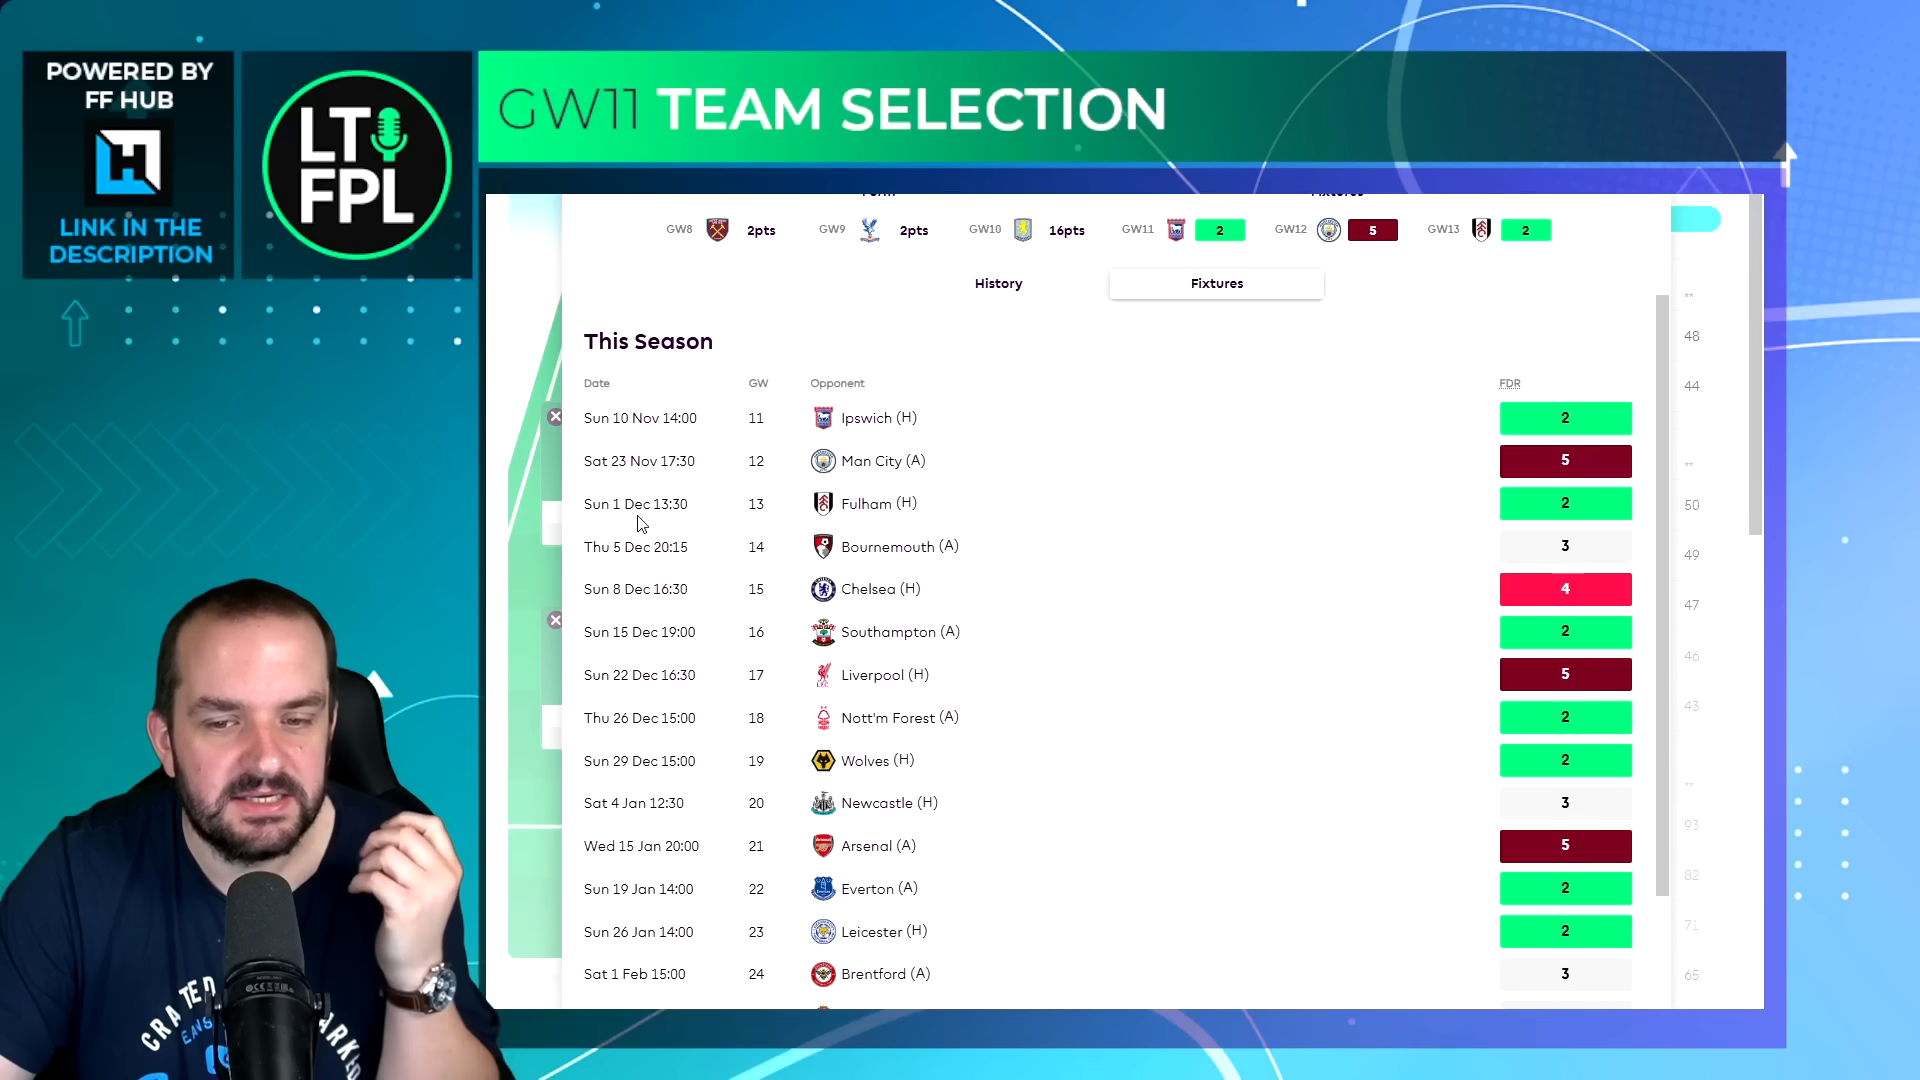 POWERED BY
FF HUB
LINK IN THE
DESCRIPTION
LT
FPL
GW11 TEAM SELECTION
Form Fixtures
GW8 2pts GW9 2pts GW10 16pts GW11 2 GW12 5 GW13 2
History Fixtures
This Season
Date GW Opponent FDR
Sun 10 Nov 14:00 11 Ipswich (H) 2
Sat 23 Nov 17:30 12 Man City (A) 5
Sun 1 Dec 13:30 13 Fulham (H) 2
Thu 5 Dec 20:15 14 Bournemouth (A) 3
Sun 8 Dec 16:30 15 Chelsea (H) 4
Sun 15 Dec 19:00 16 Southampton (A) 2
Sun 22 Dec 16:30 17 Liverpool (H) 5
Thu 26 Dec 15:00 18 Nott'm Forest (A) 2
Sun 29 Dec 15:00 19 Wolves (H) 2
Sat 4 Jan 12:30 20 Newcastle (H) 3
Wed 15 Jan 20:00 21 Arsenal (A) 5
Sun 19 Jan 14:00 22 Everton (A) 2
Sun 26 Jan 14:00 23 Leicester (H) 2
Sat 1 Feb 15:00 24 Brentford (A) 3
**
48
44
**
50
49
47
46
43
**
93
82
71
65